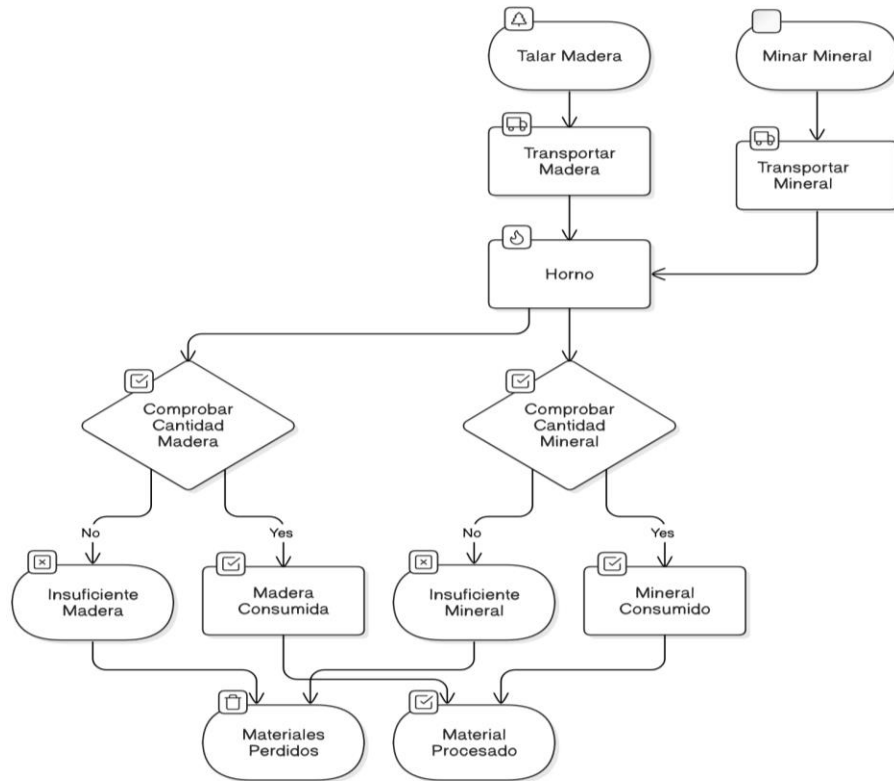 Talar Madera
Minar Mineral
Transportar
Madera
Transportar
Mineral
Horno
Comprobar
Cantidad
Madera
Comprobar
Cantidad
Mineral
No
Yes
No
Yes
Insuficiente
Madera
Madera
Consumida
Insuficiente
Mineral
Mineral
Consumido
Materiales
Perdidos
Material
Procesado